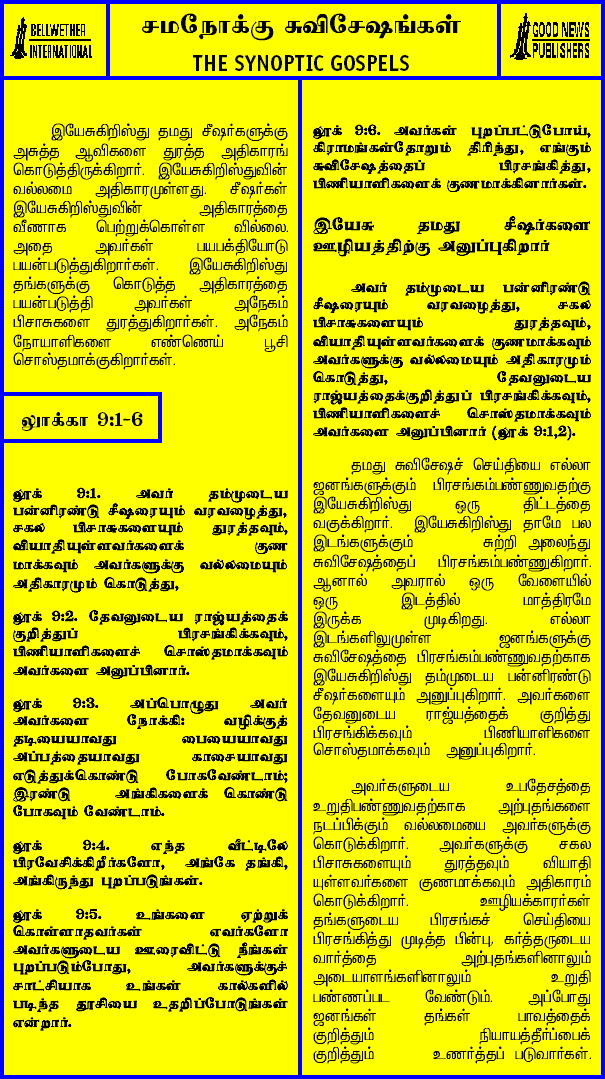 BELLWETHER
INTERNATIONAL
சமநோக்கு சுவிசேஷங்கள்
THE SYNOPTIC GOSPELS
GOOD NEWS
PUBLISHERS
இயேசுகிறிஸ்து தமது சீஷர்களுக்கு
அசுத்த ஆவிகளை துரத்த அதிகாரங்
கொடுத்திருக்கிறார். இயேசுகிறிஸ்துவின்
வல்லமை அதிகாரமுள்ளது. சீஷர்கள்
இயேசுகிறிஸ்துவின் அதிகாரத்தை
வீணாக பெற்றுக்கொள்ள வில்லை.
அதை அவர்கள் பயபக்தியோடு
பயன்படுத்துகிறார்கள். இயேசுகிறிஸ்து
தங்களுக்கு கொடுத்த அதிகாரத்தை
பயன்படுத்தி அவர்கள் அநேகம்
பிசாசுகளை துரத்துகிறார்கள். அநேகம்
நோயாளிகளை எண்ணெய் பூசி
சொஸ்தமாக்குகிறார்கள்.
லூக்கா 9:1-6
லூக் 9:1. அவர் தம்முடைய
பன்னிரண்டு சீஷரையும் வரவழைத்து,
சகல பிசாசுகளையும் துரத்தவும்,
வியாதியுள்ளவர்களைக் குண
மாக்கவும் அவர்களுக்கு வல்லமையும்
அதிகாரமும் கொடுத்து,
லூக் 9:2. தேவனுடைய ராஜ்யத்தைக்
குறித்துப் பிரசங்கிக்கவும்,
பிணியாளிகளைச் சொஸ்தமாக்கவும்
அவர்களை அனுப்பினார்.
லூக் 9:3. அப்பொழுது அவர்
அவர்களை நோக்கி: வழிக்குத்
தடியையாவது பையையாவது
அப்பத்தையாவது காசையாவது
எடுத்துக்கொண்டு போகவேண்டாம்;
இரண்டு அங்கிகளைக் கொண்டு
போகவும் வேண்டாம்.
லூக் 9:4. எந்த வீட்டிலே
பிரவேசிக்கிறீர்களோ, அங்கே தங்கி,
அங்கிருந்து புறப்படுங்கள்.
லூக் 9:5. உங்களை ஏற்றுக்
கொள்ளாதவர்கள் எவர்களோ
அவர்களுடைய ஊரைவிட்டு நீங்கள்
புறப்படும்போது, அவர்களுக்குச்
சாட்சியாக உங்கள் கால்களில்
படிந்த தூசியை உதறிப்போடுங்கள்
என்றார்.
லூக் 9:6. அவர்கள் புறப்பட்டுபோய்,
கிராமங்கள்தோறும் திரிந்து, எங்கும்
சுவிசேஷத்தைப் பிரசங்கித்து,
பிணியாளிகளைக் குணமாக்கினார்கள்.
இயேசு தமது சீஷர்களை
ஊழியத்திற்கு அனுப்புகிறார்
அவர் தம்முடைய பன்னிரண்டு
சீஷரையும் வரவழைத்து, சகல
பிசாசுகளையும் துரத்தவும்,
வியாதியுள்ளவர்களைக் குணமாக்கவும்
அவர்களுக்கு வல்லமையும் அதிகாரமும்
கொடுத்து, தேவனுடைய
ராஜ்யத்தைக்குறித்துப் பிரசங்கிக்கவும்,
பிணியாளிகளைச் சொஸ்தமாக்கவும்
அவர்களை அனுப்பினார் (லூக் 9:1,2).
தமது சுவிசேஷச் செய்தியை எல்லா
ஜனங்களுக்கும் பிரசங்கம்பண்ணுவதற்கு
இயேசுகிறிஸ்து ஒரு திட்டத்தை
வகுக்கிறார். இயேசுகிறிஸ்து தாமே பல
இடங்களுக்கும் சுற்றி அலைந்து
சுவிசேஷத்தைப் பிரசங்கம்பண்ணுகிறார்.
ஆனால் அவரால் ஒரு வேளையில்
ஒரு இடத்தில் மாத்திரமே
இருக்க முடிகிறது. எல்லா
இடங்களிலுமுள்ள ஜனங்களுக்கு
சுவிசேஷத்தை பிரசங்கம்பண்ணுவதற்காக
இயேசுகிறிஸ்து தம்முடைய பன்னிரண்டு
சீஷர்களையும் அனுப்புகிறார். அவர்களை
தேவனுடைய ராஜ்யத்தைக் குறித்து
பிரசங்கிக்கவும் பிணியாளிகளை
சொஸ்தமாக்கவும் அனுப்புகிறார்.
அவர்களுடைய உபதேசத்தை
உறுதிபண்ணுவதற்காக அற்புதங்களை
நடப்பிக்கும் வல்லமையை அவர்களுக்கு
கொடுக்கிறார். அவர்களுக்கு சகல
பிசாசுகளையும் துரத்தவும் வியாதி
யுள்ளவர்களை குணமாக்கவும் அதிகாரம்
கொடுக்கிறார். ஊழியக்காரர்கள்
தங்களுடைய பிரசங்கச் செய்தியை
பிரசங்கித்து முடித்த பின்பு, கர்த்தருடைய
வார்த்தை அற்புதங்களினாலும்
அடையாளங்களினாலும் உறுதி
பண்ணப்பட வேண்டும். அப்போது
ஜனங்கள் தங்கள் பாவத்தைக்
குறித்தும் நியாயத்தீர்ப்பைக்
குறித்தும் உணர்த்தப் படுவார்கள்.